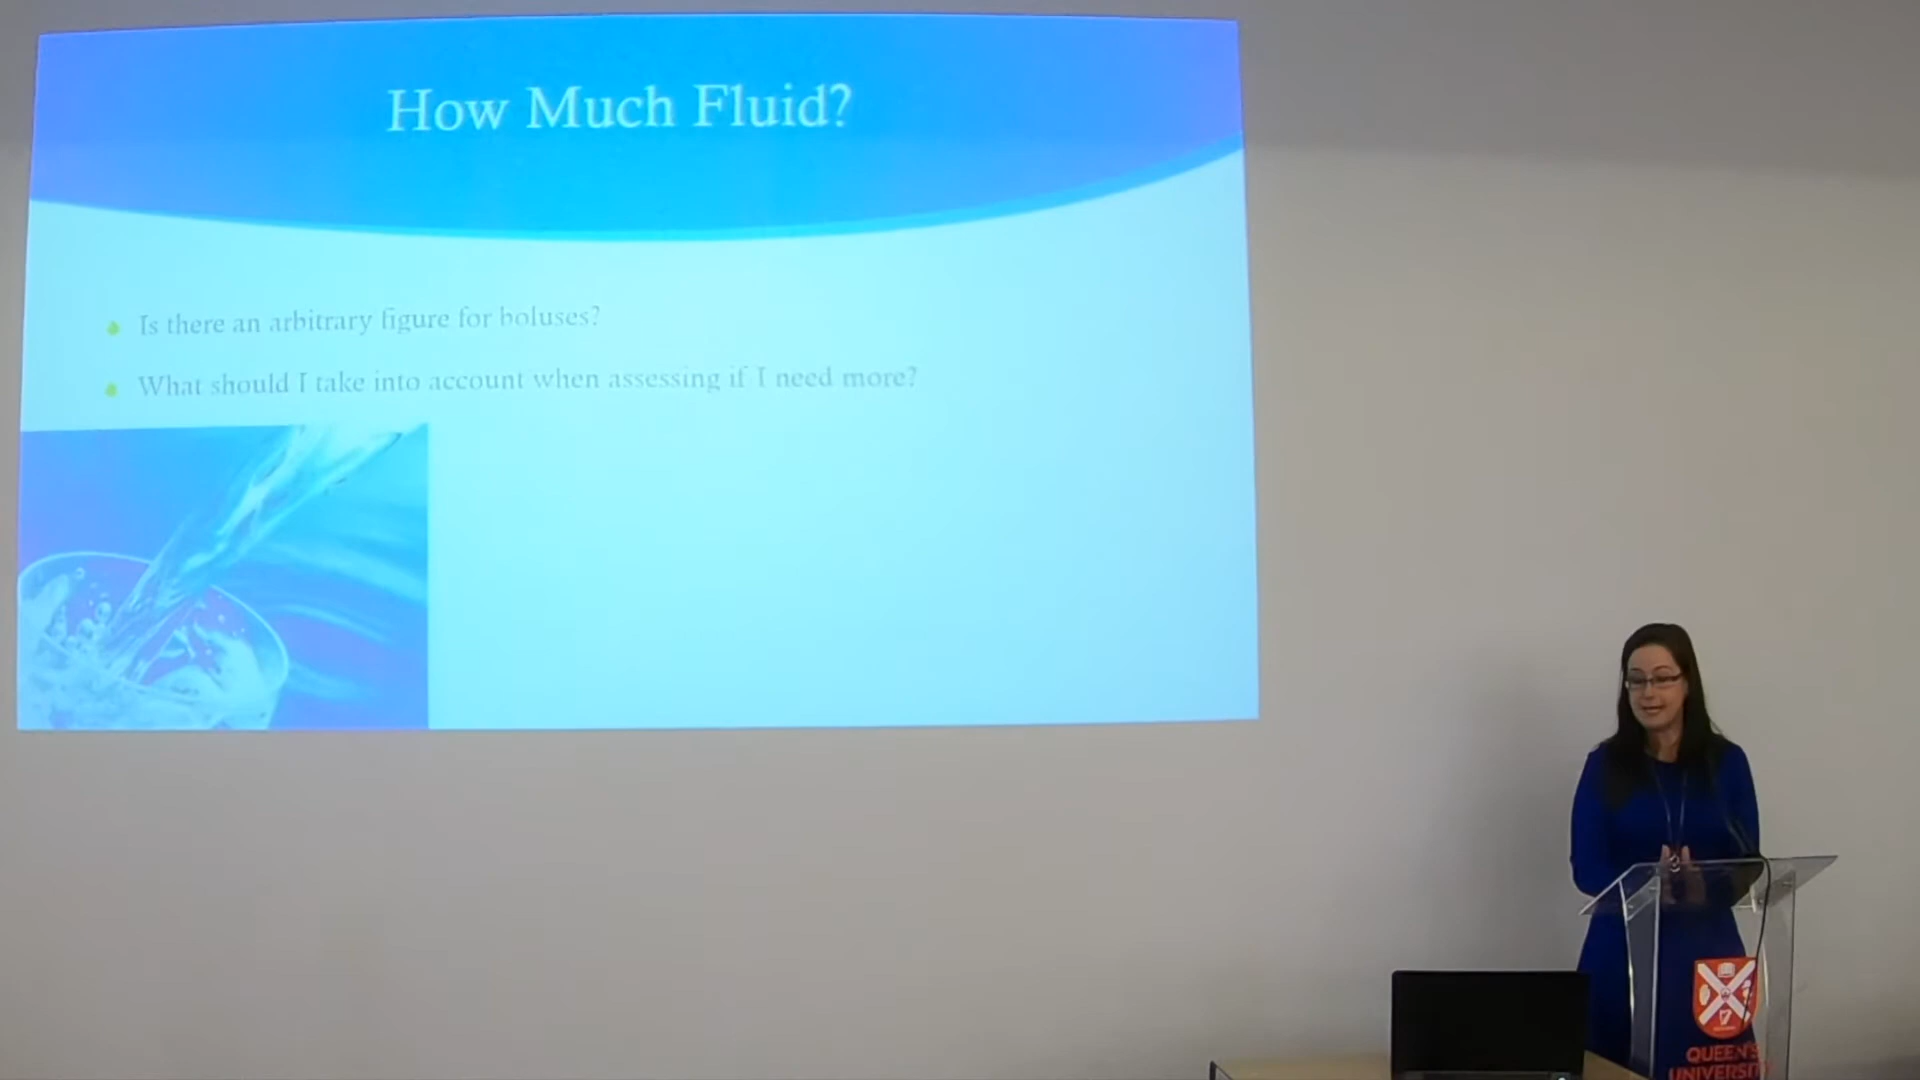 How Much Fluid?
Is there an arbitrary figure for boluses?
What should I take into account when assessing if I need more?
QUEEN'S
UNIVERSITY